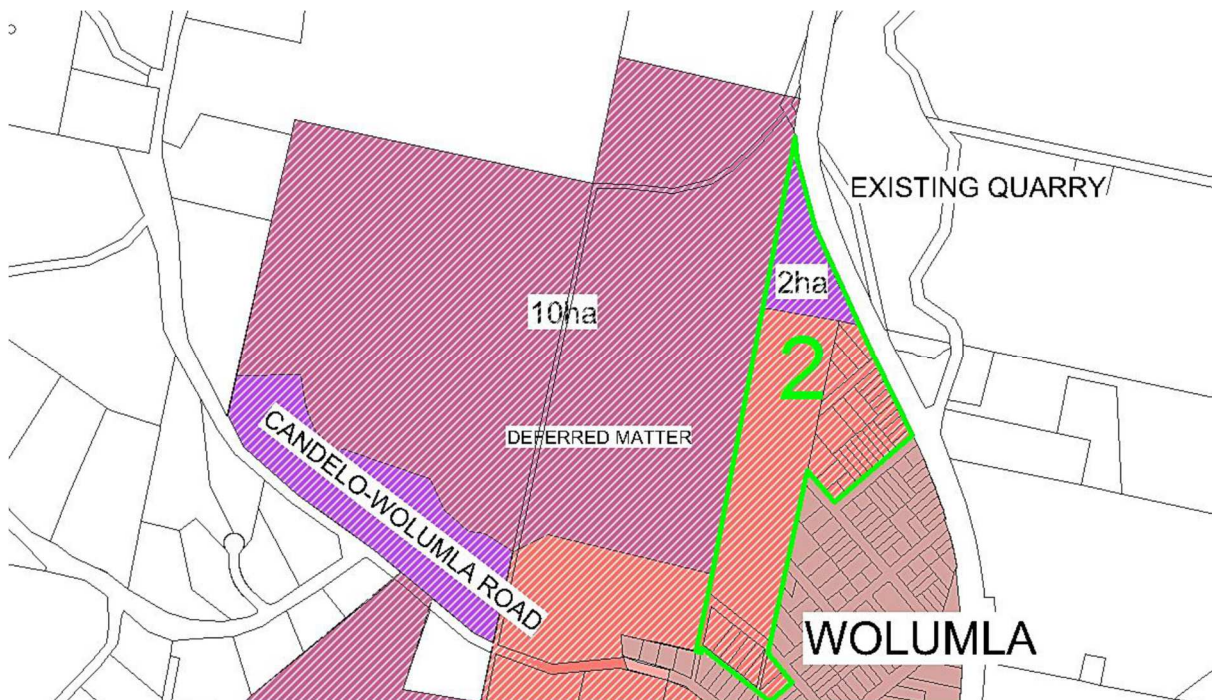 EXISTING QUARRY
2ha
10ha
2
DEFERRED MATTER
CANDELO-WOLUMLA ROAD
WOLUMLA